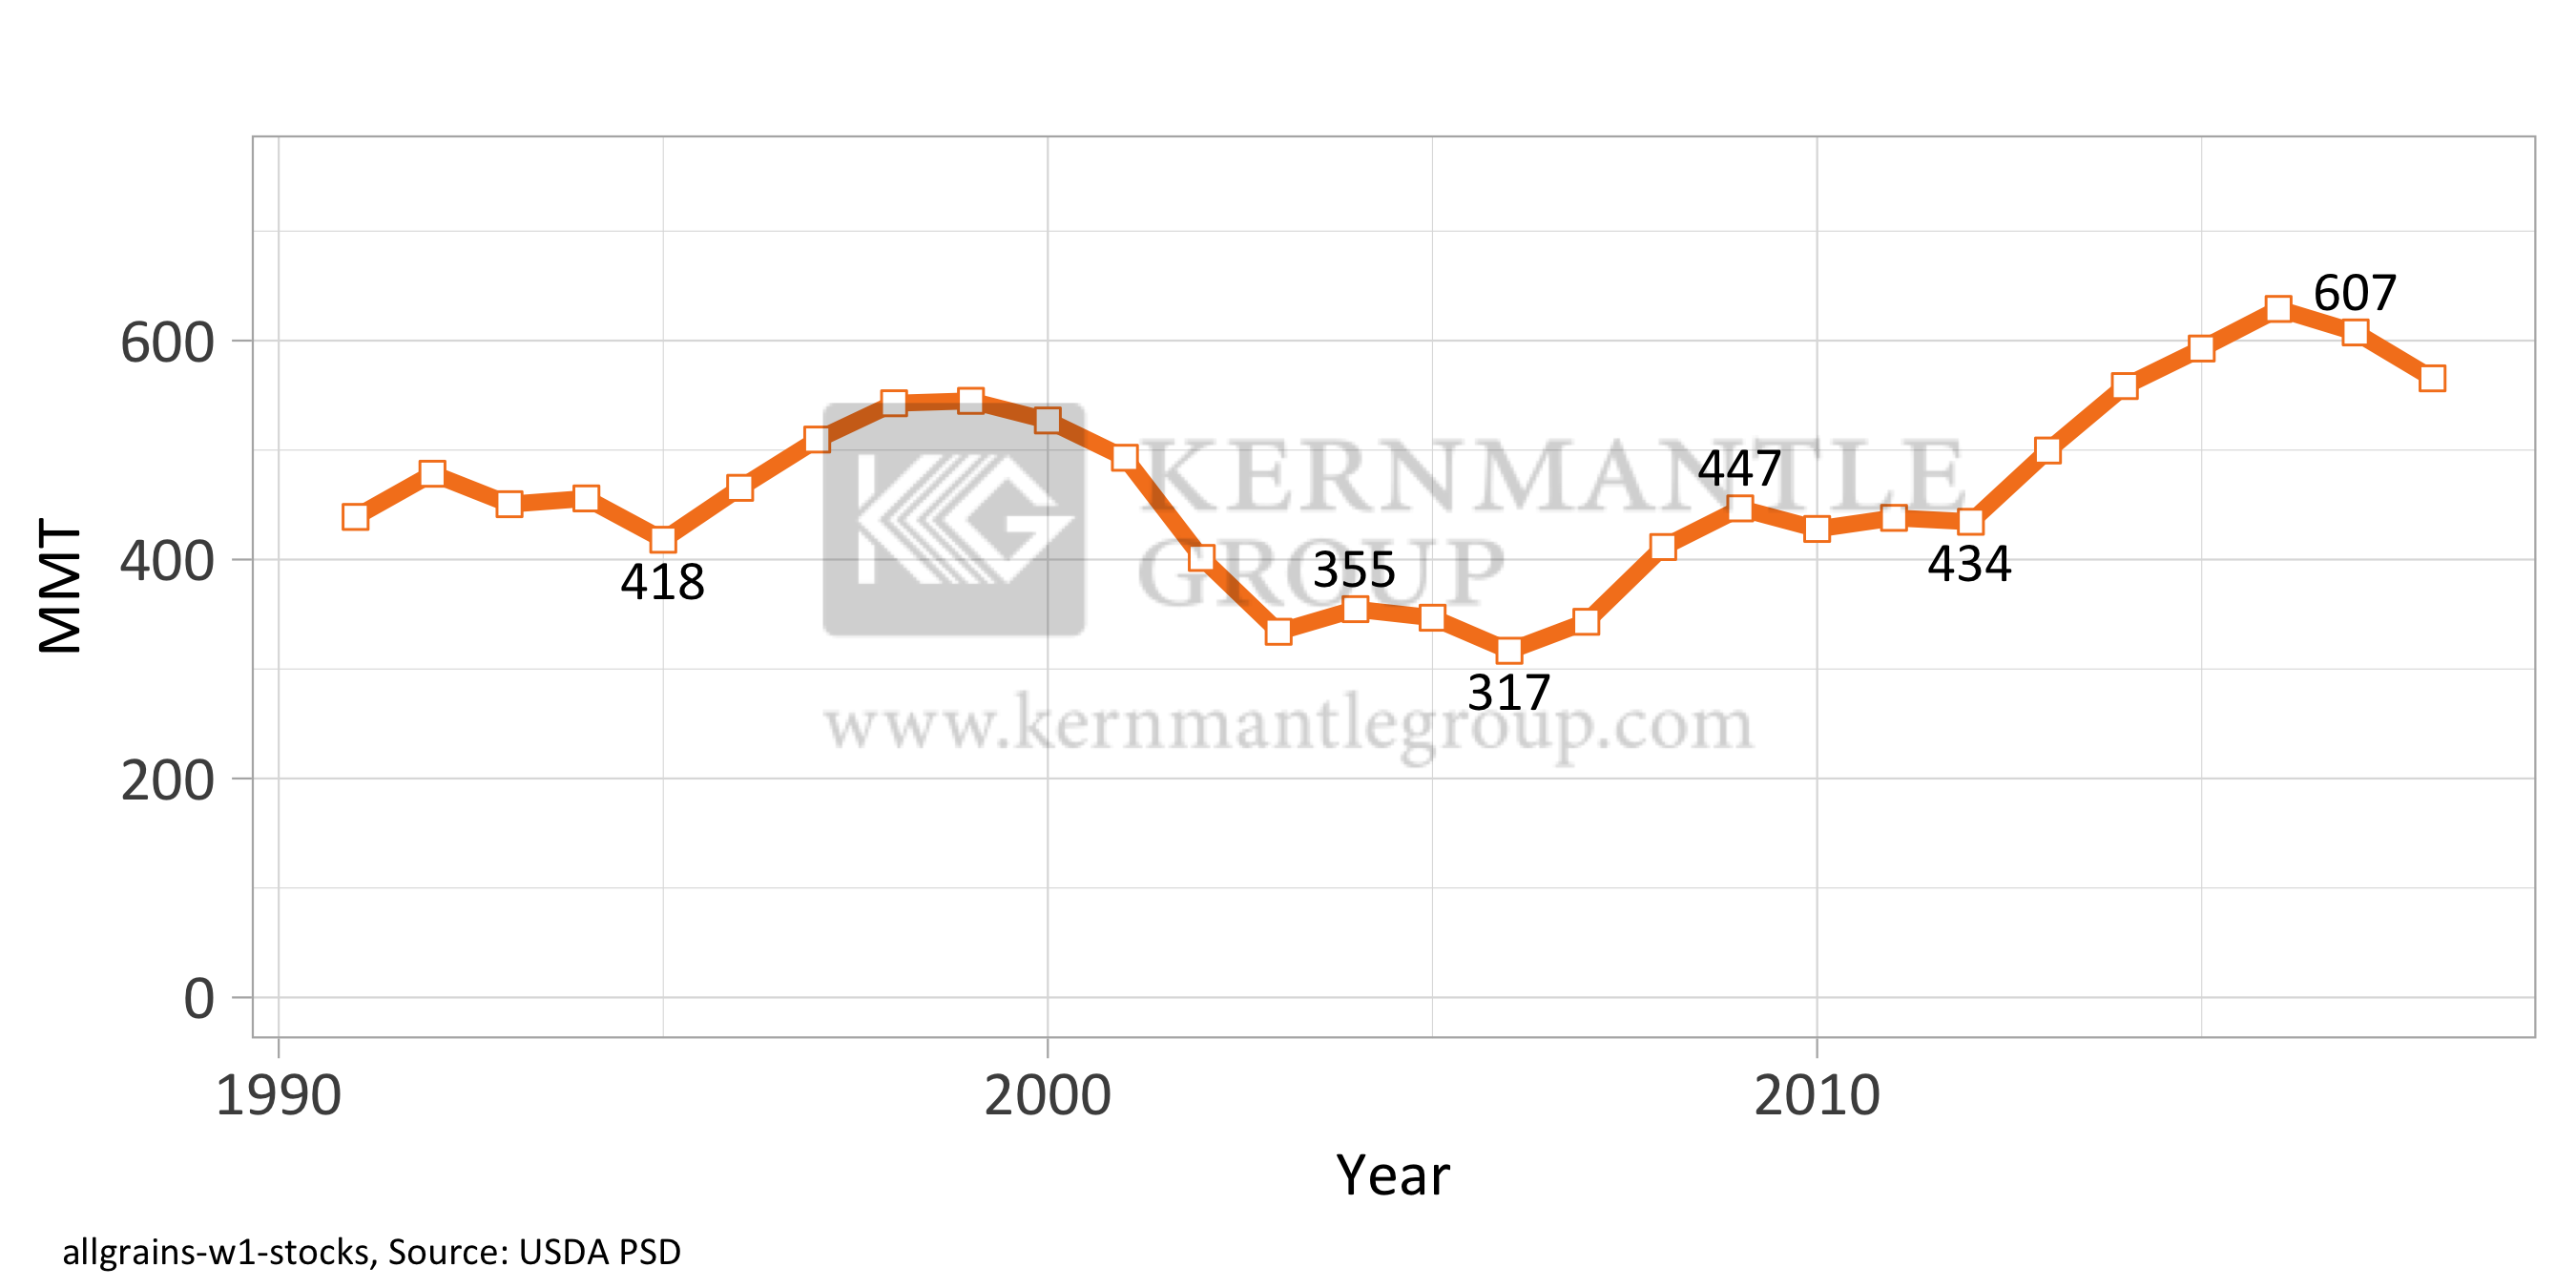 607
600
KERNMANTLE
447
GROUP
400
355
434
418
MMT
317
www.kernmantlegroup.com
200
0
1990
2000
2010
Year
allgrains-w1-stocks, Source: USDA PSD